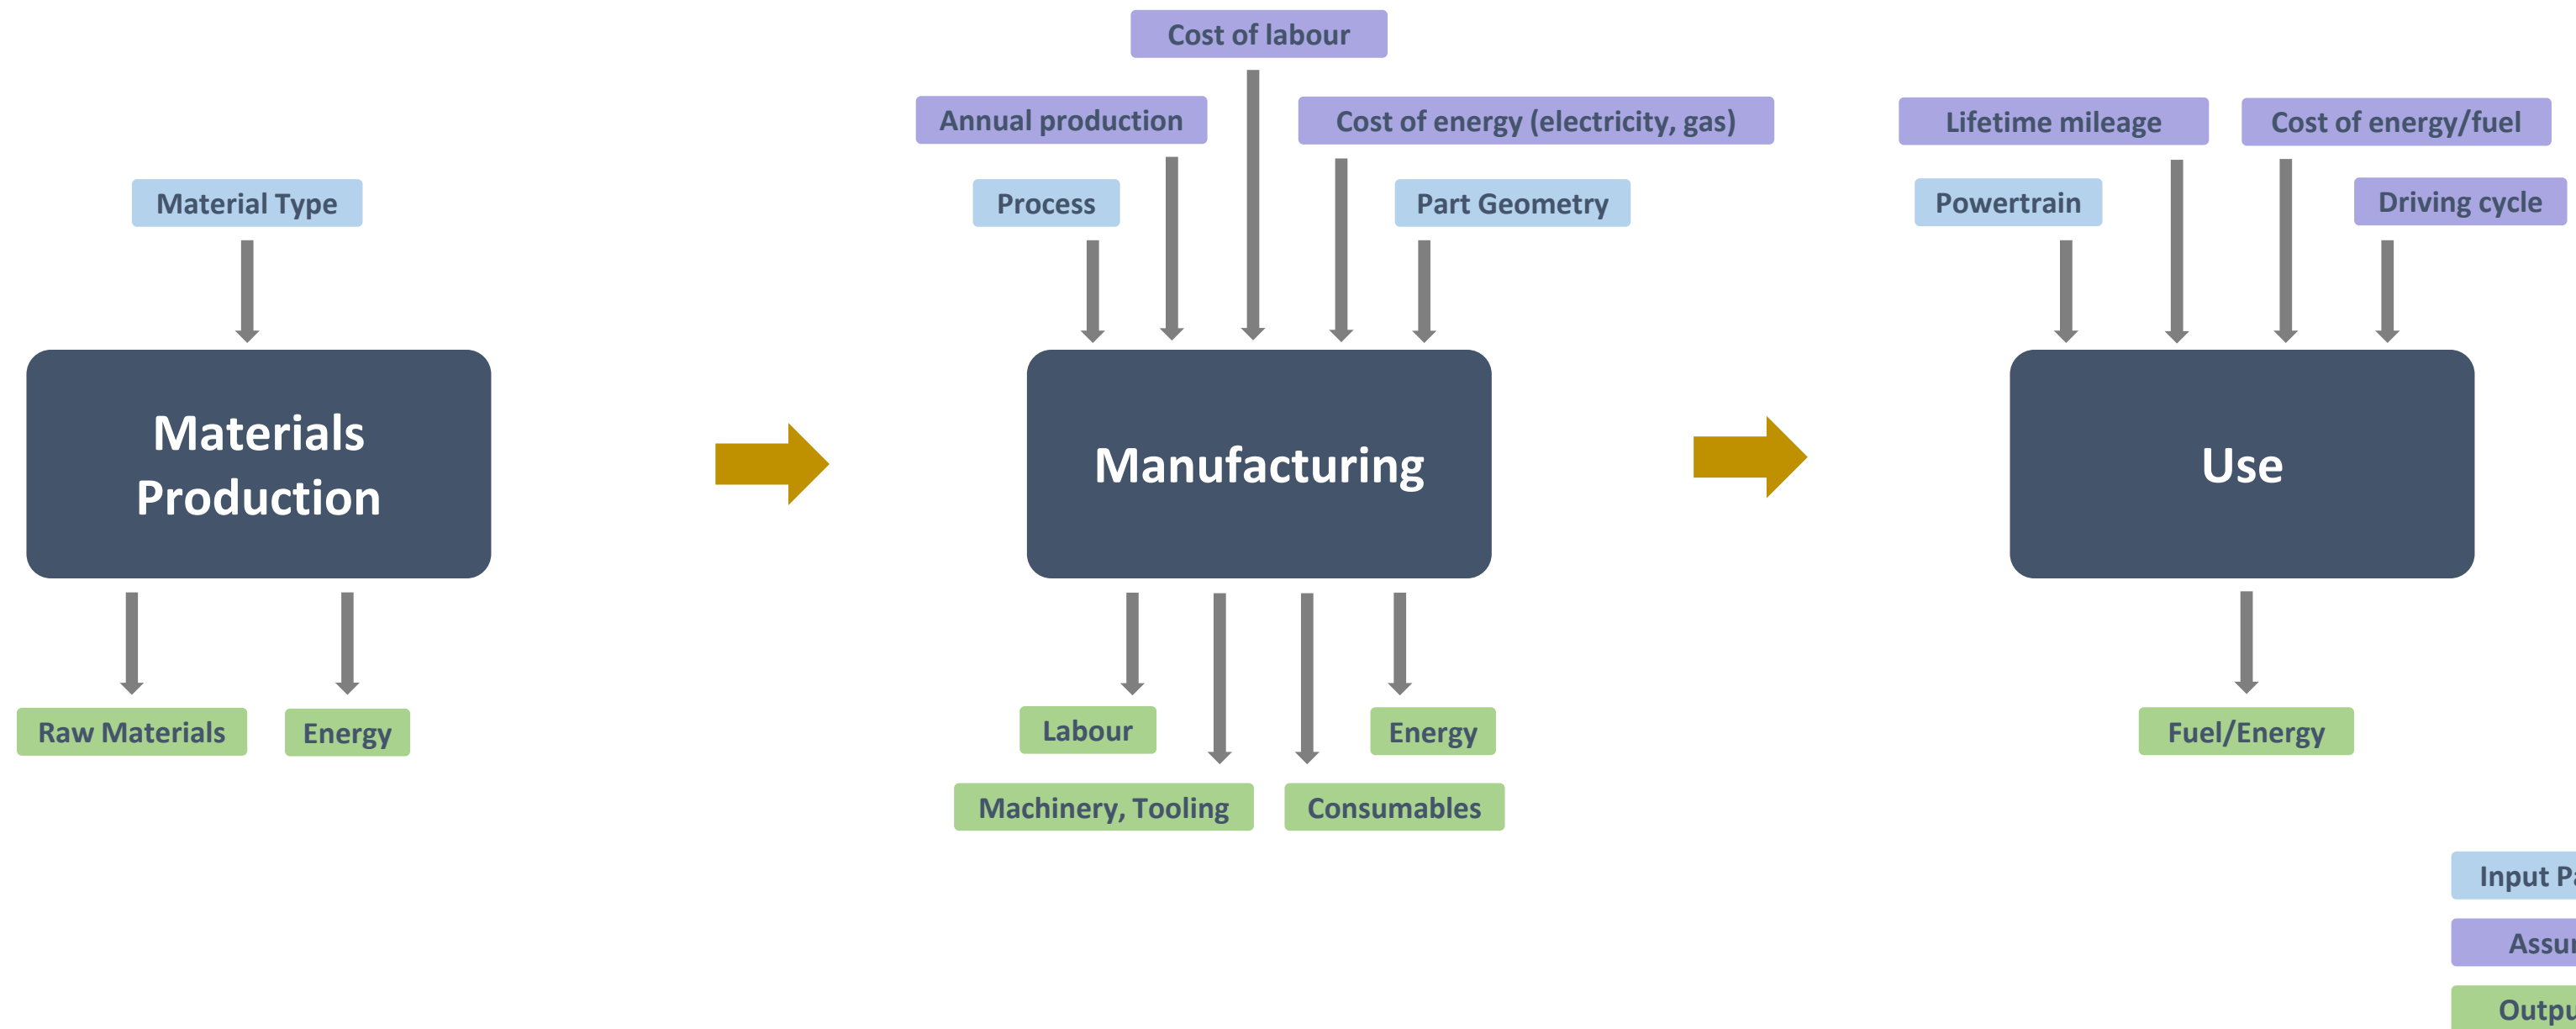 Cost of labour
Annual production
Cost of energy (electricity, gas)
Lifetime mileage
Cost of energy/fuel
Material Type
Process
Part Geometry
Powertrain
Driving cycle
Materials
Production
Manufacturing
Use
Raw Materials
Energy
Labour
Energy
Fuel/Energy
Machinery, Tooling
Consumables
Input